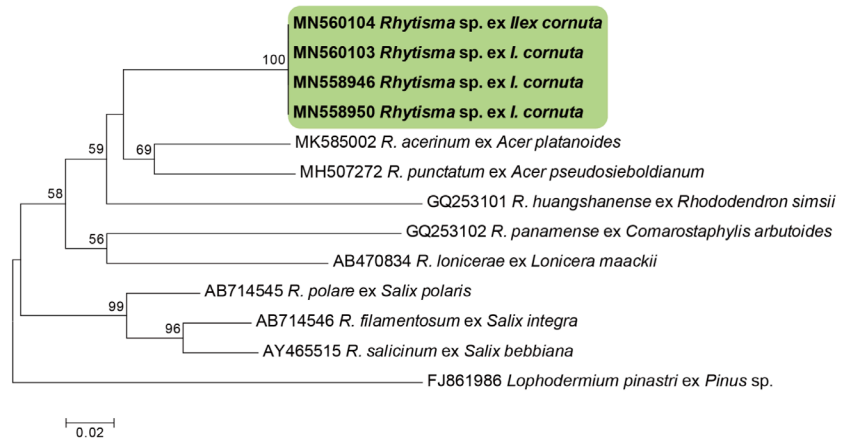 MN560104 Rhytisma sp. ex Ilex cornuta
100
MN560103 Rhytisma sp. ex I. cornuta
MN558946 Rhytisma sp. ex I. cornuta
MN558950 Rhytisma sp. ex I. cornuta
MK585002 R. acerinum ex Acer platanoides
59
69
MH507272 R. punctatum ex Acer pseudosieboldianum
58
GQ253101 R. huangshanense ex Rhododendron simsii
GQ253102 R. panamense ex Comarostaphylis arbutoides
56
AB470834 R. lonicerae ex Lonicera maackii
AB714545 R. polare ex Salix polaris
99
AB714546 R. filamentosum ex Salix integra
96
AY465515 R. salicinum ex Salix bebbiana
FJ861986 Lophodermium pinastri ex Pinus sp.
0.02